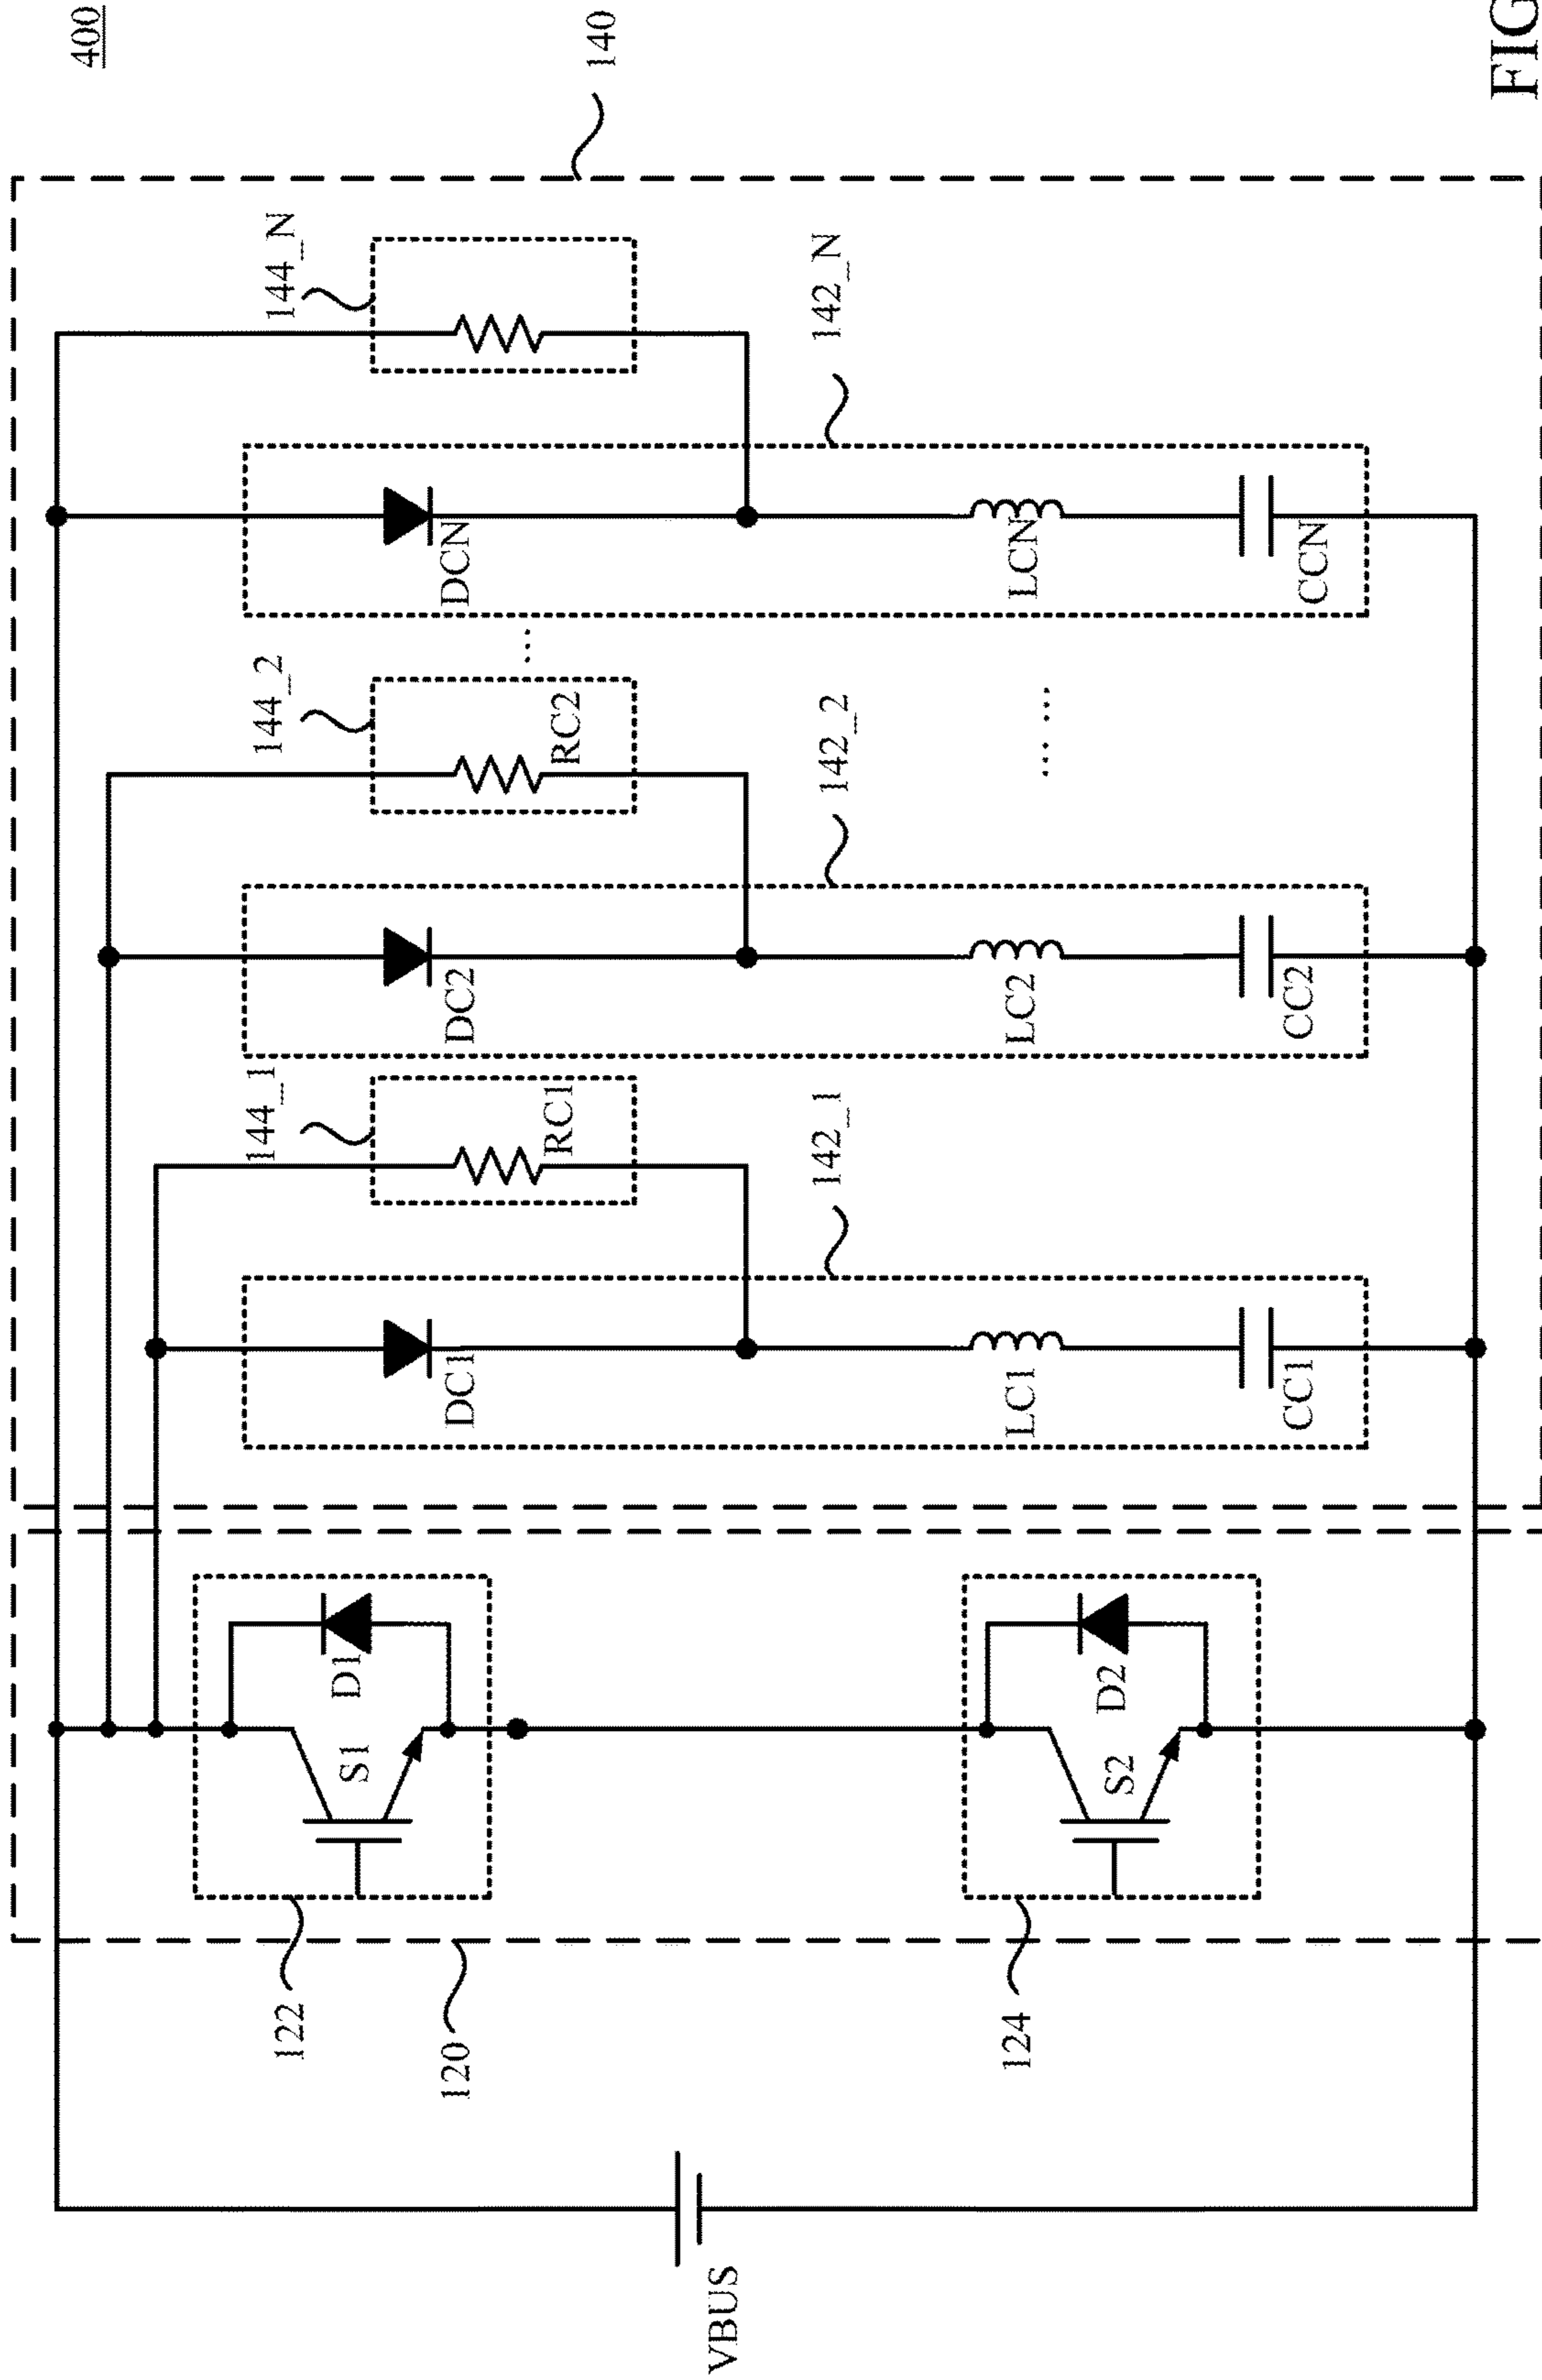 400
140
144_N
142_N
DCN
LCN
CCN
144_2
RC2
142_2
DC2
LC2
CC2
144_1
RC1
142_1
DC1
LC1
CC1
D1
S1
D2
S2
122
120
124
VBUS
FIG